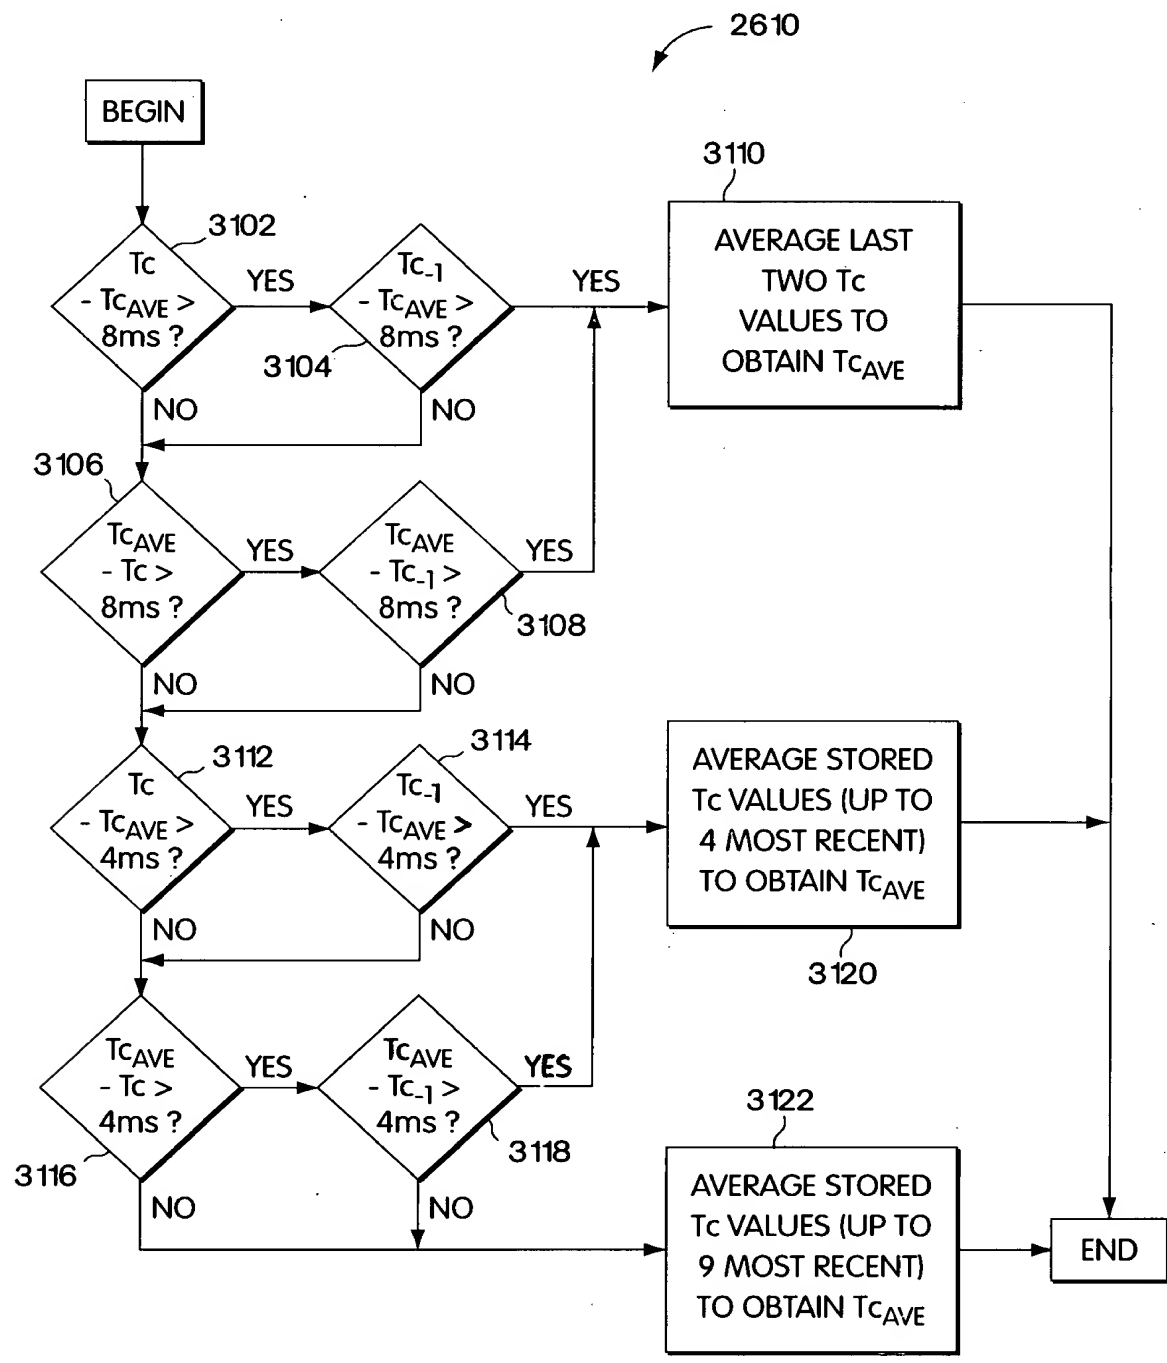 2610
BEGIN
3110
3102
Tc
- TcAVE >
8ms ?
YES
Tc-1
- TcAVE >
8ms ?
3104
YES
AVERAGE LAST
TWO Tc
VALUES TO
OBTAIN TcAVE
NO
NO
3106
TcAVE
- Tc >
8ms ?
YES
TcAVE
- Tc-1 >
8ms ?
YES
3108
NO
NO
3112
Tc
- TcAVE >
4ms ?
YES
3114
Tc-1
- TcAVE >
4ms ?
YES
AVERAGE STORED
Tc VALUES (UP TO
4 MOST RECENT)
TO OBTAIN TcAVE
3120
NO
NO
TcAVE
- Tc >
4ms ?
3116
YES
TcAVE
- Tc-1 >
4ms ?
YES
3118
NO
NO
3122
AVERAGE STORED
Tc VALUES (UP TO
9 MOST RECENT)
TO OBTAIN TcAVE
END